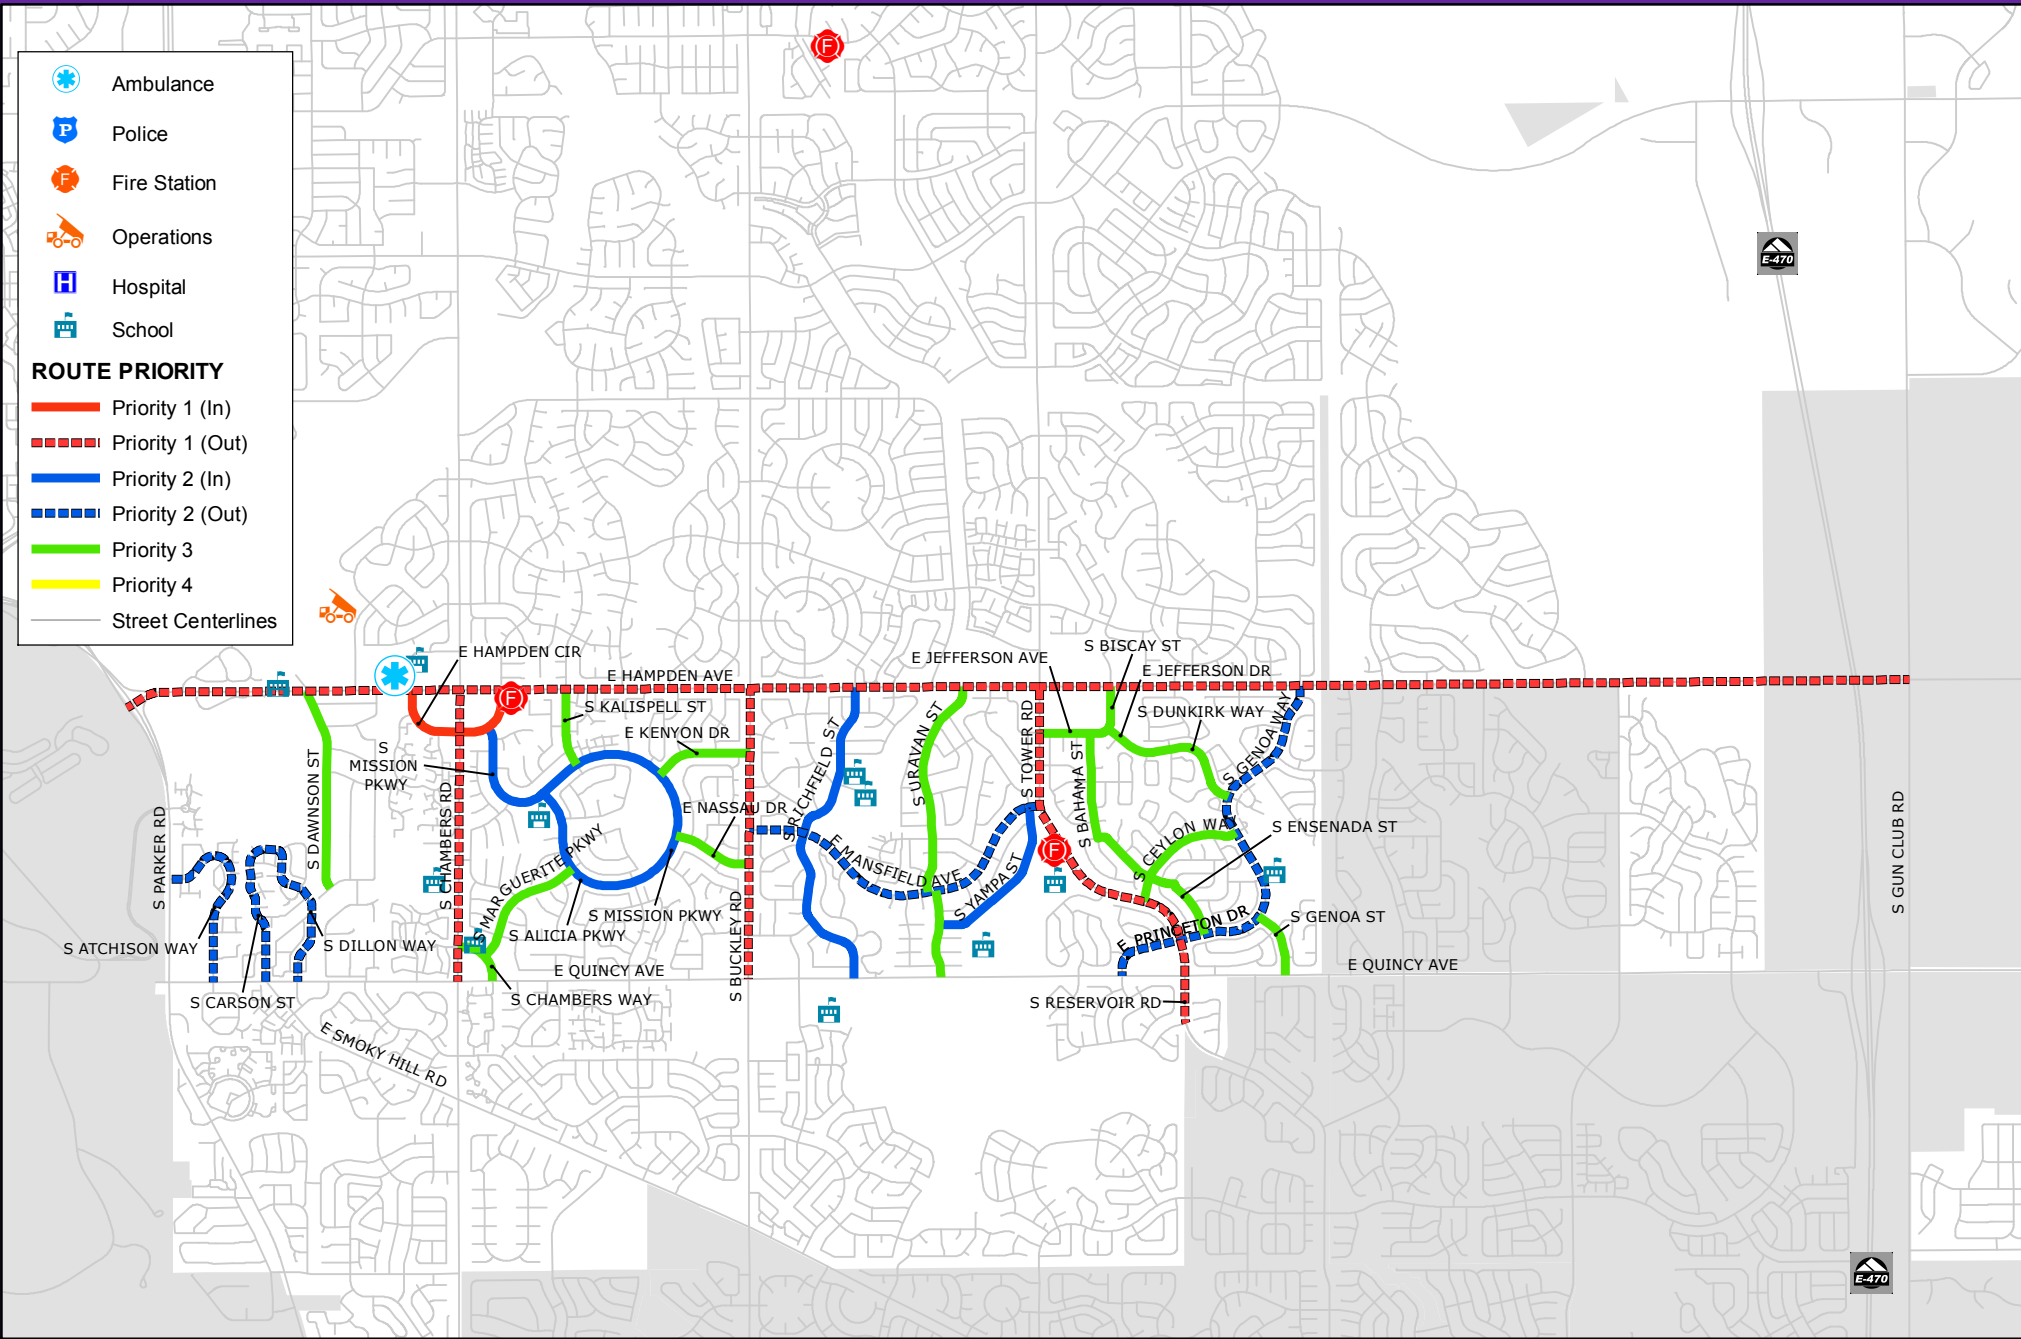 Ambulance
P
Police
F
Fire Station
Operations
H
Hospital
School
ROUTE PRIORITY
Priority 1 (In)
Priority 1 (Out)
Priority 2 (In)
Priority 2 (Out)
Priority 3
Priority 4
Street Centerlines
F
E-470
E HAMPDEN CIR
E HAMPDEN AVE
E JEFFERSON AVE
S BISCAY ST
E JEFFERSON DR
F
S KALISPELL ST
E KENYON DR
S DUNKIRK WAY
S GENOA WAY
S
MISSION
PKWY
S DAWNSON ST
S CHAMBERS RD
S PARKER RD
E NASSAU DR
S RICHFIELD ST
S URAVAN ST
S TOWER RD
S BAHAMA ST
S CEYLON WAY
S ENSENADA ST
F
S MARGUERITE PKWY
E MANSFIELD AVE
S YAMPA ST
S GUN CLUB RD
S MISSION PKWY
S ALICIA PKWY
S BUCKLEY RD
E PRINCETON DR
S GENOA ST
S ATCHISON WAY
S DILLON WAY
E QUINCY AVE
E QUINCY AVE
S CARSON ST
S CHAMBERS WAY
S RESERVOIR RD
E SMOKY HILL RD
E-470